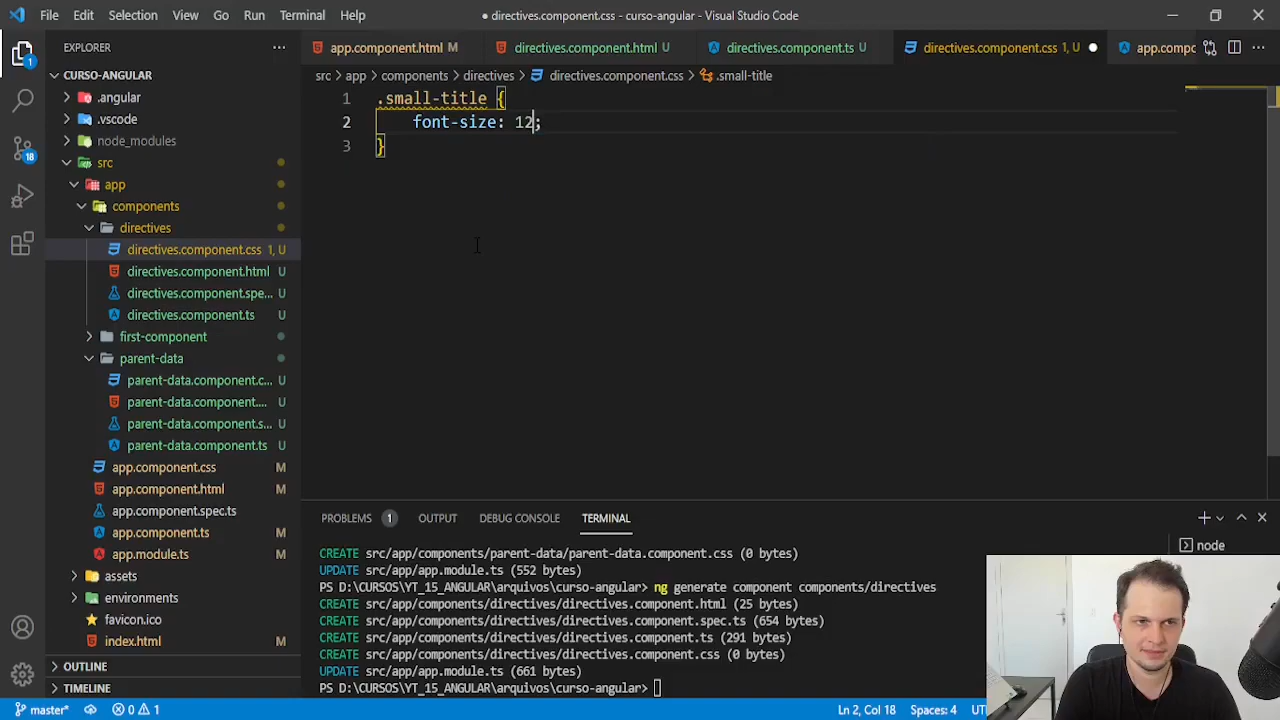 File Edit Selection View Go Run Terminal Help
● directives.component.css - curso-angular - Visual Studio Code
EXPLORER
app.component.html M
directives.component.html U
directives.component.ts U
directives.component.css 1, U
app.compo
CURSO-ANGULAR
src > app > components > directives > directives.component.css > .small-title
.angular
.vscode
node_modules
src
app
components
directives
directives.component.css 1, U
directives.component.html U
directives.component.spe... U
directives.component.ts U
first-component
parent-data
parent-data.component.c... U
parent-data.component.... U
parent-data.component.s... U
parent-data.component.ts U
app.component.css M
app.component.html M
app.component.spec.ts
app.component.ts M
app.module.ts M
assets
environments
favicon.ico
index.html M
OUTLINE
TIMELINE
1 .small-title {
2 font-size: 12;
3 }
PROBLEMS 1 OUTPUT DEBUG CONSOLE TERMINAL
node
CREATE src/app/components/parent-data/parent-data.component.css (0 bytes)
UPDATE src/app/app.module.ts (552 bytes)
PS D:\CURSOS\YT_15_ANGULAR\arquivos\curso-angular> ng generate component components/directives
CREATE src/app/components/directives/directives.component.html (25 bytes)
CREATE src/app/components/directives/directives.component.spec.ts (654 bytes)
CREATE src/app/components/directives/directives.component.ts (291 bytes)
CREATE src/app/components/directives/directives.component.css (0 bytes)
UPDATE src/app/app.module.ts (661 bytes)
PS D:\CURSOS\YT_15_ANGULAR\arquivos\curso-angular>
1
18
master* 0 1 Ln 2, Col 18 Spaces: 4 UT